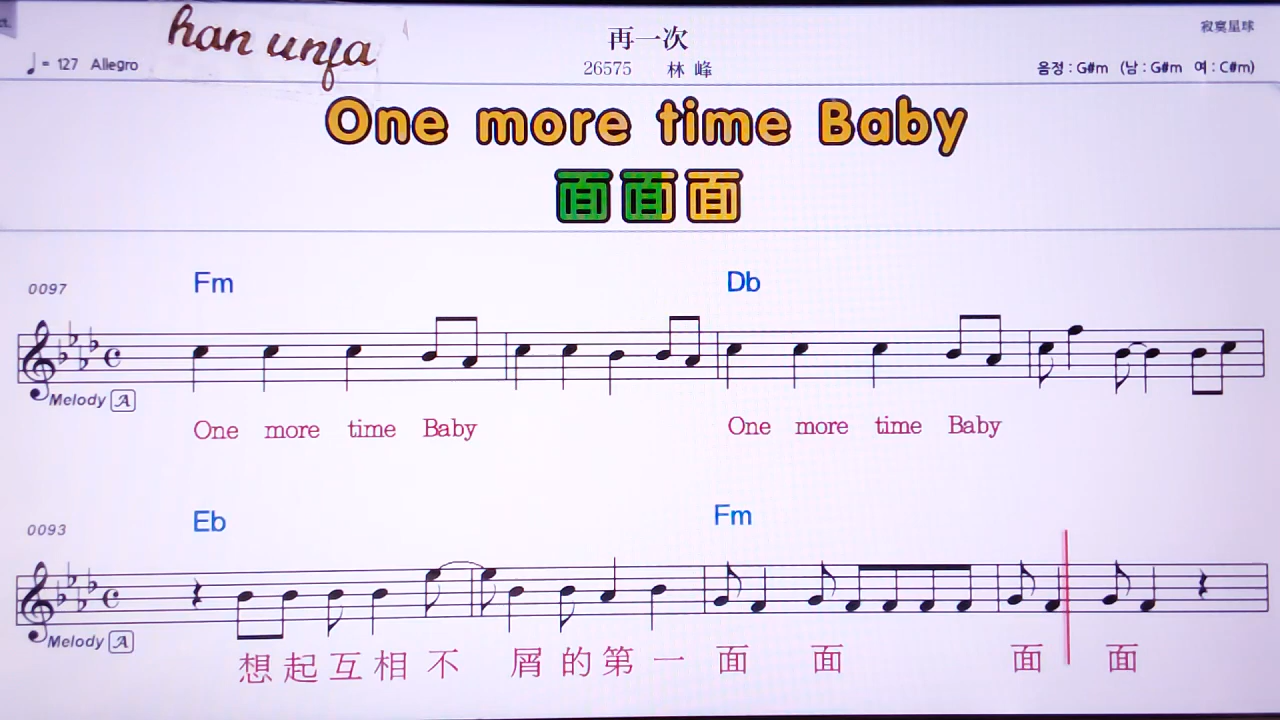 han unfa
再一次
寂寞星球
♩= 127 Allegro
26575 林 峰
음정 : G#m (남 : G#m 여 : C#m)
One more time Baby
面面面
0097
Fm Db
Melody A
One more time Baby One more time Baby
0093
Eb Fm
Melody A
想起互相不 屑的第一面 面 面 面